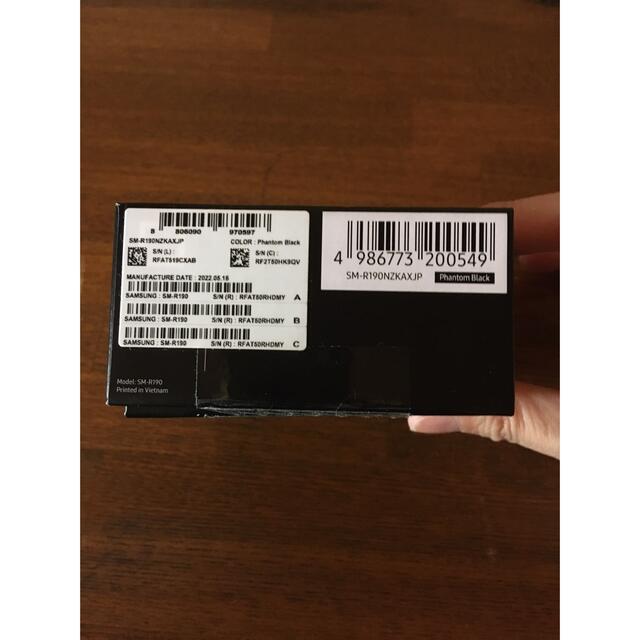 8 806090 970597
SM-R190NZKAXJP COLOR : Phantom Black
S/N (L) : S/N (C) :
RFAT519CXAB RF2T50HK9QV
MANUFACTURE DATE : 2022.05.15
SAMSUNG : SM-R190 S/N (R) : RFAT50RHDMY A
SAMSUNG : SM-R190 S/N (R) : RFAT50RHDMY B
SAMSUNG : SM-R190 S/N (R) : RFAT50RHDMY C
4 986773 200549
SM-R190NZKAXJP Phantom Black
Model: SM-R190
Printed in Vietnam